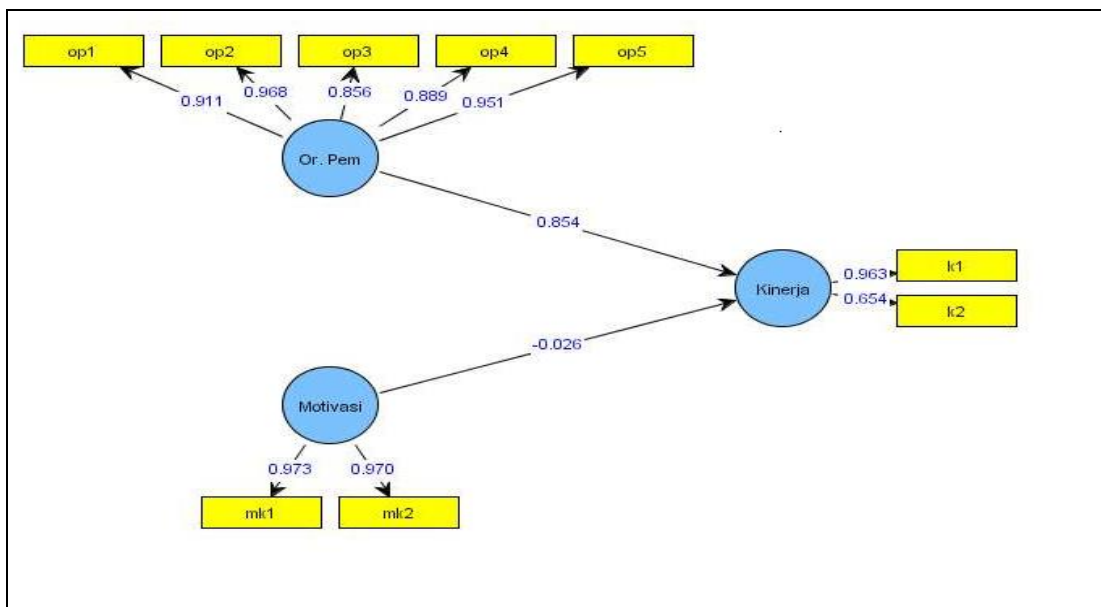 op1 op2 op3 op4 op5
0.911 0.968 0.856 0.889 0.951
Or. Pem
0.854
Kinerja
0.963 k1
0.654 k2
-0.026
Motivasi
0.973 0.970
mk1 mk2